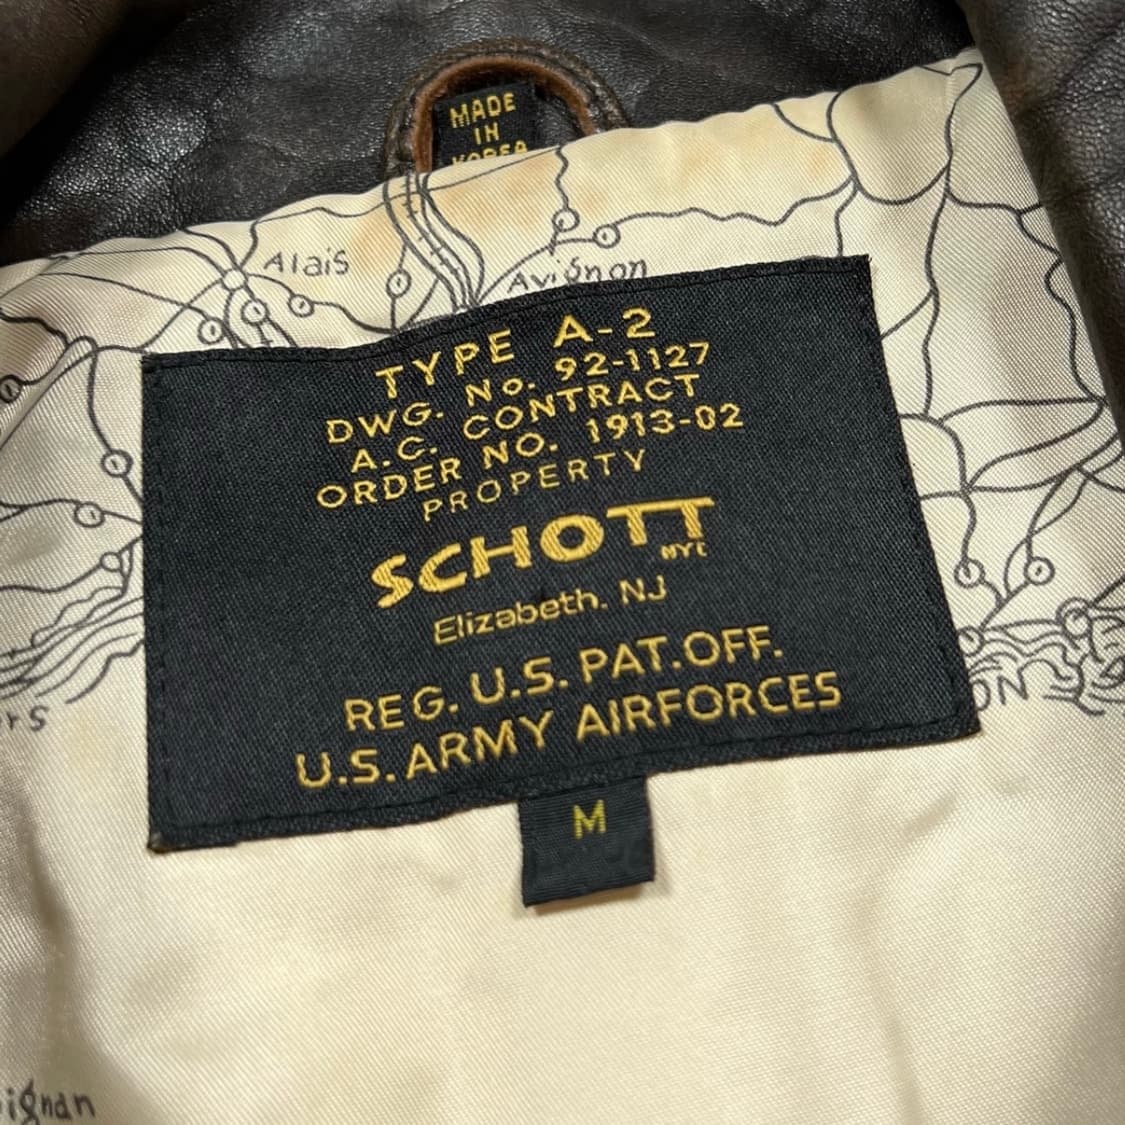 MADE
IN
KOREA
Alais
Avignon
TYPE A-2
DWG. No. 92-1127
A.C. CONTRACT
ORDER NO. 1913-02
PROPERTY
SCHOTT
NYC
Elizabeth. NJ
REG. U.S. PAT.OFF.
U.S. ARMY AIRFORCES
M